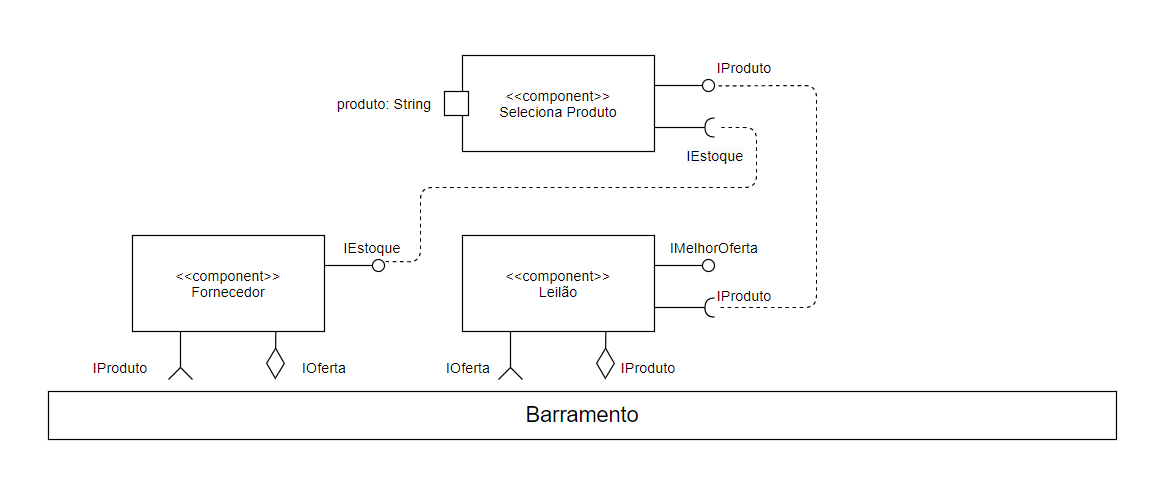 IProduto
<<component>>
produto: String
Seleciona Produto
IEstoque
IEstoque
IMelhorOferta
<<component>>
Fornecedor
<<component>>
Leilão
IProduto
IProduto
IOferta
IOferta
IProduto
Barramento